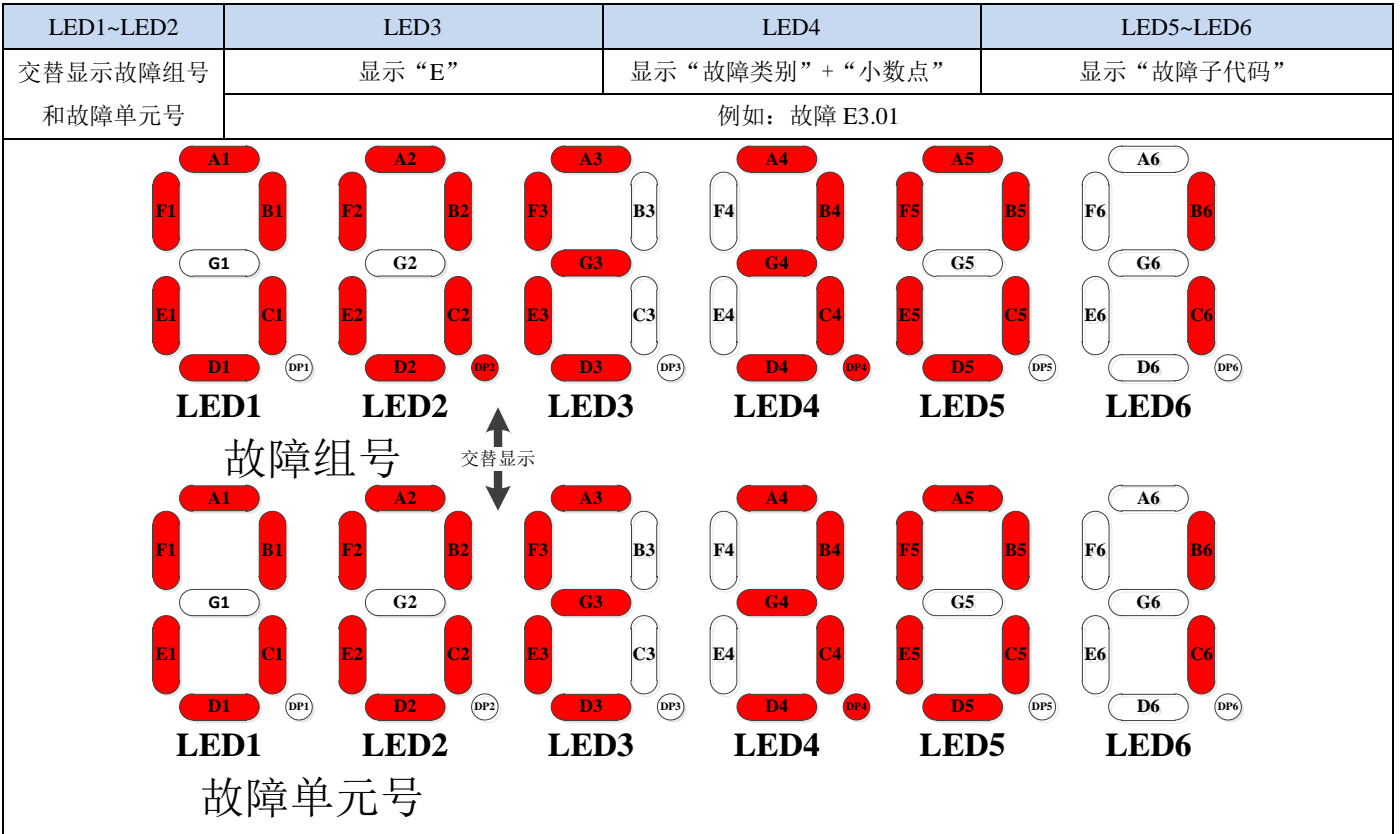 LED1~LED2 LED3 LED4 LED5~LED6
交替显示故障组号 显示“E” 显示“故障类别”+“小数点” 显示“故障子代码”
和故障单元号 例如：故障 E3.01
A1 A2 A3 A4 A5 A6
F1 B1 F2 B2 F3 B3 F4 B4 F5 B5 F6 B6
G1 G2 G3 G4 G5 G6
E1 C1 E2 C2 E3 C3 E4 C4 E5 C5 E6 C6
D1 DP1 D2 DP2 D3 DP3 D4 DP4 D5 DP5 D6 DP6
LED1 LED2 LED3 LED4 LED5 LED6
故障组号 交替显示
A1 A2 A3 A4 A5 A6
F1 B1 F2 B2 F3 B3 F4 B4 F5 B5 F6 B6
G1 G2 G3 G4 G5 G6
E1 C1 E2 C2 E3 C3 E4 C4 E5 C5 E6 C6
D1 DP1 D2 DP2 D3 DP3 D4 DP4 D5 DP5 D6 DP6
LED1 LED2 LED3 LED4 LED5 LED6
故障单元号